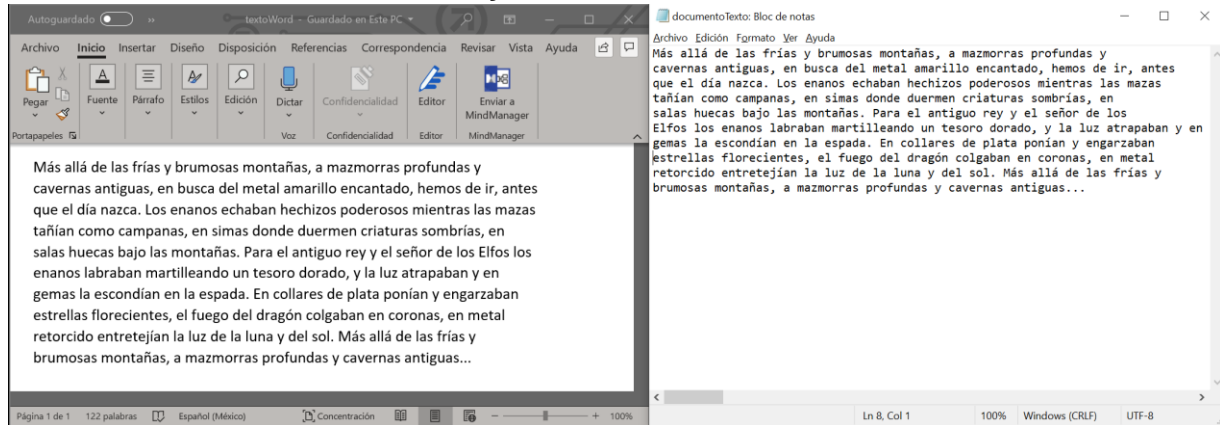 Autoguardado
textoWord - Guardado en Este PC
Archivo Inicio Insertar Diseño Disposición Referencias Correspondencia Revisar Vista Ayuda
Pegar
Fuente
Párrafo
Estilos
Edición
Dictar
Confidencialidad
Editor
Enviar a
MindManager
Portapapeles
Voz
Confidencialidad
Editor
MindManager
Más allá de las frías y brumosas montañas, a mazmorras profundas y
cavernas antiguas, en busca del metal amarillo encantado, hemos de ir, antes
que el día nazca. Los enanos echaban hechizos poderosos mientras las mazas
tañían como campanas, en simas donde duermen criaturas sombrías, en
salas huecas bajo las montañas. Para el antiguo rey y el señor de los Elfos los
enanos labraban martilleando un tesoro dorado, y la luz atrapaban y en
gemas la escondían en la espada. En collares de plata ponían y engarzaban
estrellas florecientes, el fuego del dragón colgaban en coronas, en metal
retorcido entretejían la luz de la luna y del sol. Más allá de las frías y
brumosas montañas, a mazmorras profundas y cavernas antiguas...
Página 1 de 1
122 palabras
Español (México)
Concentración
100%
documentoTexto: Bloc de notas
Archivo Edición Formato Ver Ayuda
Más allá de las frías y brumosas montañas, a mazmorras profundas y
cavernas antiguas, en busca del metal amarillo encantado, hemos de ir, antes
que el día nazca. Los enanos echaban hechizos poderosos mientras las mazas
tañían como campanas, en simas donde duermen criaturas sombrías, en
salas huecas bajo las montañas. Para el antiguo rey y el señor de los
Elfos los enanos labraban martilleando un tesoro dorado, y la luz atrapaban y en
gemas la escondían en la espada. En collares de plata ponían y engarzaban
estrellas florecientes, el fuego del dragón colgaban en coronas, en metal
retorcido entretejían la luz de la luna y del sol. Más allá de las frías y
brumosas montañas, a mazmorras profundas y cavernas antiguas...
Ln 8, Col 1
100%
Windows (CRLF)
UTF-8